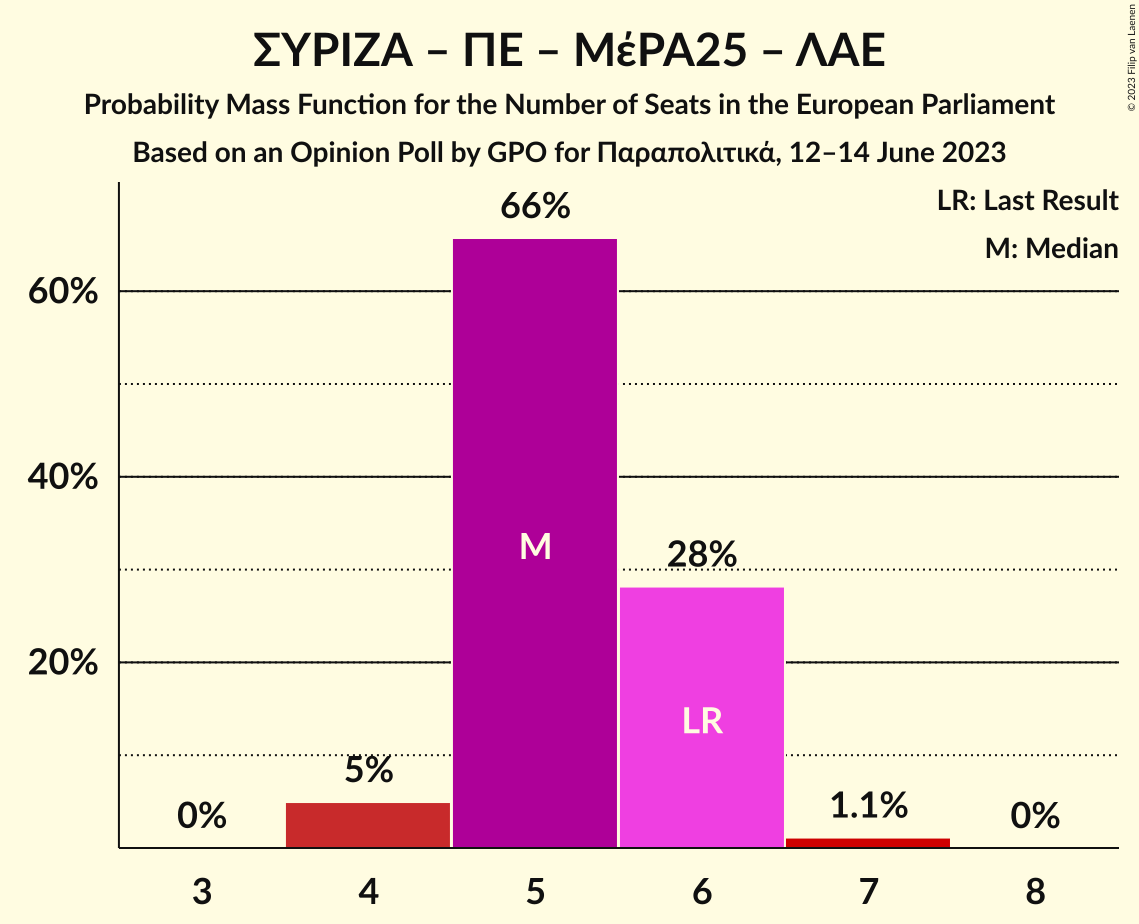 ΣΥΡΙΖΑ – ΠΕ – ΜέΡΑ25 – ΛΑΕ
Probability Mass Function for the Number of Seats in the European Parliament
Based on an Opinion Poll by GPO for Παραπολιτικά, 12–14 June 2023
© 2023 Filip van Laenen
LR: Last Result
M: Median
66%
60%
40%
M
28%
20%
LR
5%
0%
1.1%
0%
3 4 5 6 7 8